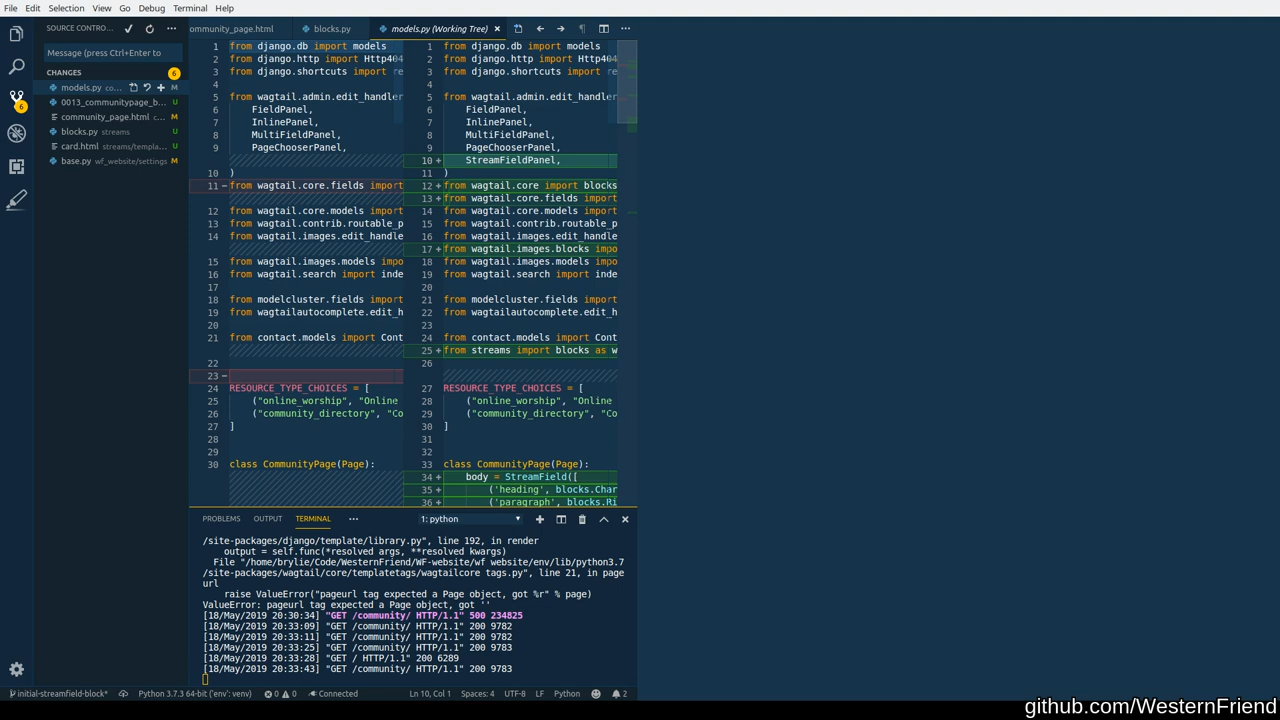 File Edit Selection View Go Debug Terminal Help
SOURCE CONTRO...
ommunity_page.html blocks.py models.py (Working Tree)
Message (press Ctrl+Enter to
CHANGES 6
models.py co... M
0013_communitypage_b... U
community_page.html c... M
blocks.py streams U
card.html streams/templa... U
base.py wf_website/settings M
6
1 from django.db import models
2 from django.http import Http404
3 from django.shortcuts import re
4
5 from wagtail.admin.edit_handler
6 FieldPanel,
7 InlinePanel,
8 MultiFieldPanel,
9 PageChooserPanel,
10 )
11 − from wagtail.core.fields import
12 from wagtail.core.models import
13 from wagtail.contrib.routable_p
14 from wagtail.images.edit_handle
15 from wagtail.images.models impo
16 from wagtail.search import inde
17
18 from modelcluster.fields import
19 from wagtailautocomplete.edit_h
20
21 from contact.models import Cont
22
23 −
24 RESOURCE_TYPE_CHOICES = [
25 ("online_worship", "Online
26 ("community_directory", "Co
27 ]
28
29
30 class CommunityPage(Page):
1 from django.db import models
2 from django.http import Http404
3 from django.shortcuts import re
4
5 from wagtail.admin.edit_handler
6 FieldPanel,
7 InlinePanel,
8 MultiFieldPanel,
9 PageChooserPanel,
10 + StreamFieldPanel,
11 )
12 + from wagtail.core import blocks
13 + from wagtail.core.fields import
14 from wagtail.core.models import
15 from wagtail.contrib.routable_p
16 from wagtail.images.edit_handle
17 + from wagtail.images.blocks impo
18 from wagtail.images.models impo
19 from wagtail.search import inde
20
21 from modelcluster.fields import
22 from wagtailautocomplete.edit_h
23
24 from contact.models import Cont
25 + from streams import blocks as w
26
27 RESOURCE_TYPE_CHOICES = [
28 ("online_worship", "Online
29 ("community_directory", "Co
30 ]
31
32
33 class CommunityPage(Page):
34 + body = StreamField([
35 + ('heading', blocks.Char
36 + ('paragraph', blocks.Ri
PROBLEMS OUTPUT TERMINAL ... 1: python
/site-packages/django/template/library.py", line 192, in render
output = self.func(*resolved_args, **resolved_kwargs)
File "/home/brylie/Code/WesternFriend/WF-website/wf_website/env/lib/python3.7
/site-packages/wagtail/core/templatetags/wagtailcore_tags.py", line 21, in page
url
raise ValueError("pageurl tag expected a Page object, got %r" % page)
ValueError: pageurl tag expected a Page object, got ''
[18/May/2019 20:30:34] "GET /community/ HTTP/1.1" 500 234825
[18/May/2019 20:33:09] "GET /community/ HTTP/1.1" 200 9782
[18/May/2019 20:33:11] "GET /community/ HTTP/1.1" 200 9782
[18/May/2019 20:33:25] "GET /community/ HTTP/1.1" 200 9783
[18/May/2019 20:33:28] "GET / HTTP/1.1" 200 6289
[18/May/2019 20:33:43] "GET /community/ HTTP/1.1" 200 9783
initial-streamfield-block* Python 3.7.3 64-bit ('env': venv) 0 0 Connected Ln 10, Col 1 Spaces: 4 UTF-8 LF Python 2
github.com/WesternFriend